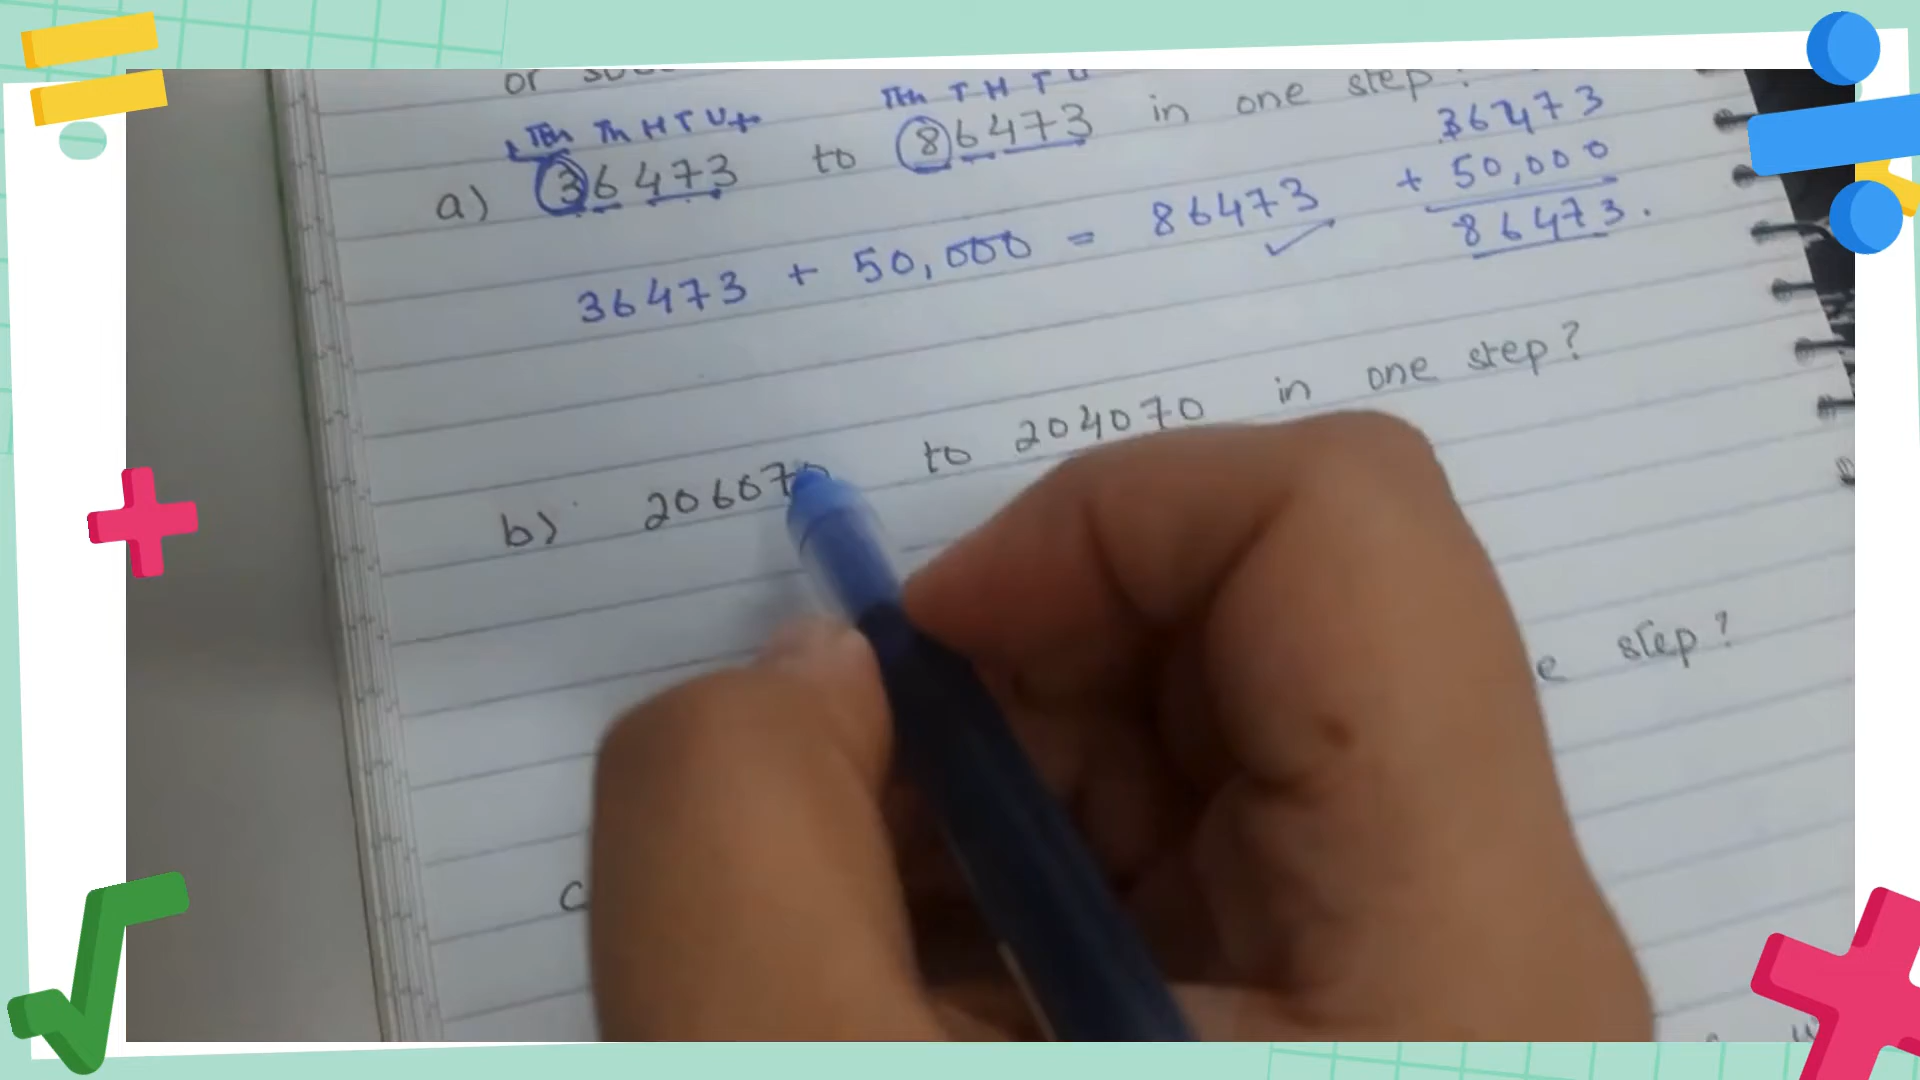 or
TTh Th H T U
TTh T H T U
a) 36473 to 86473 in one step?
36473 + 50,000 = 86473
36473
+ 50,000
86473.
b) 206070 to 204070 in one step?
step?
c